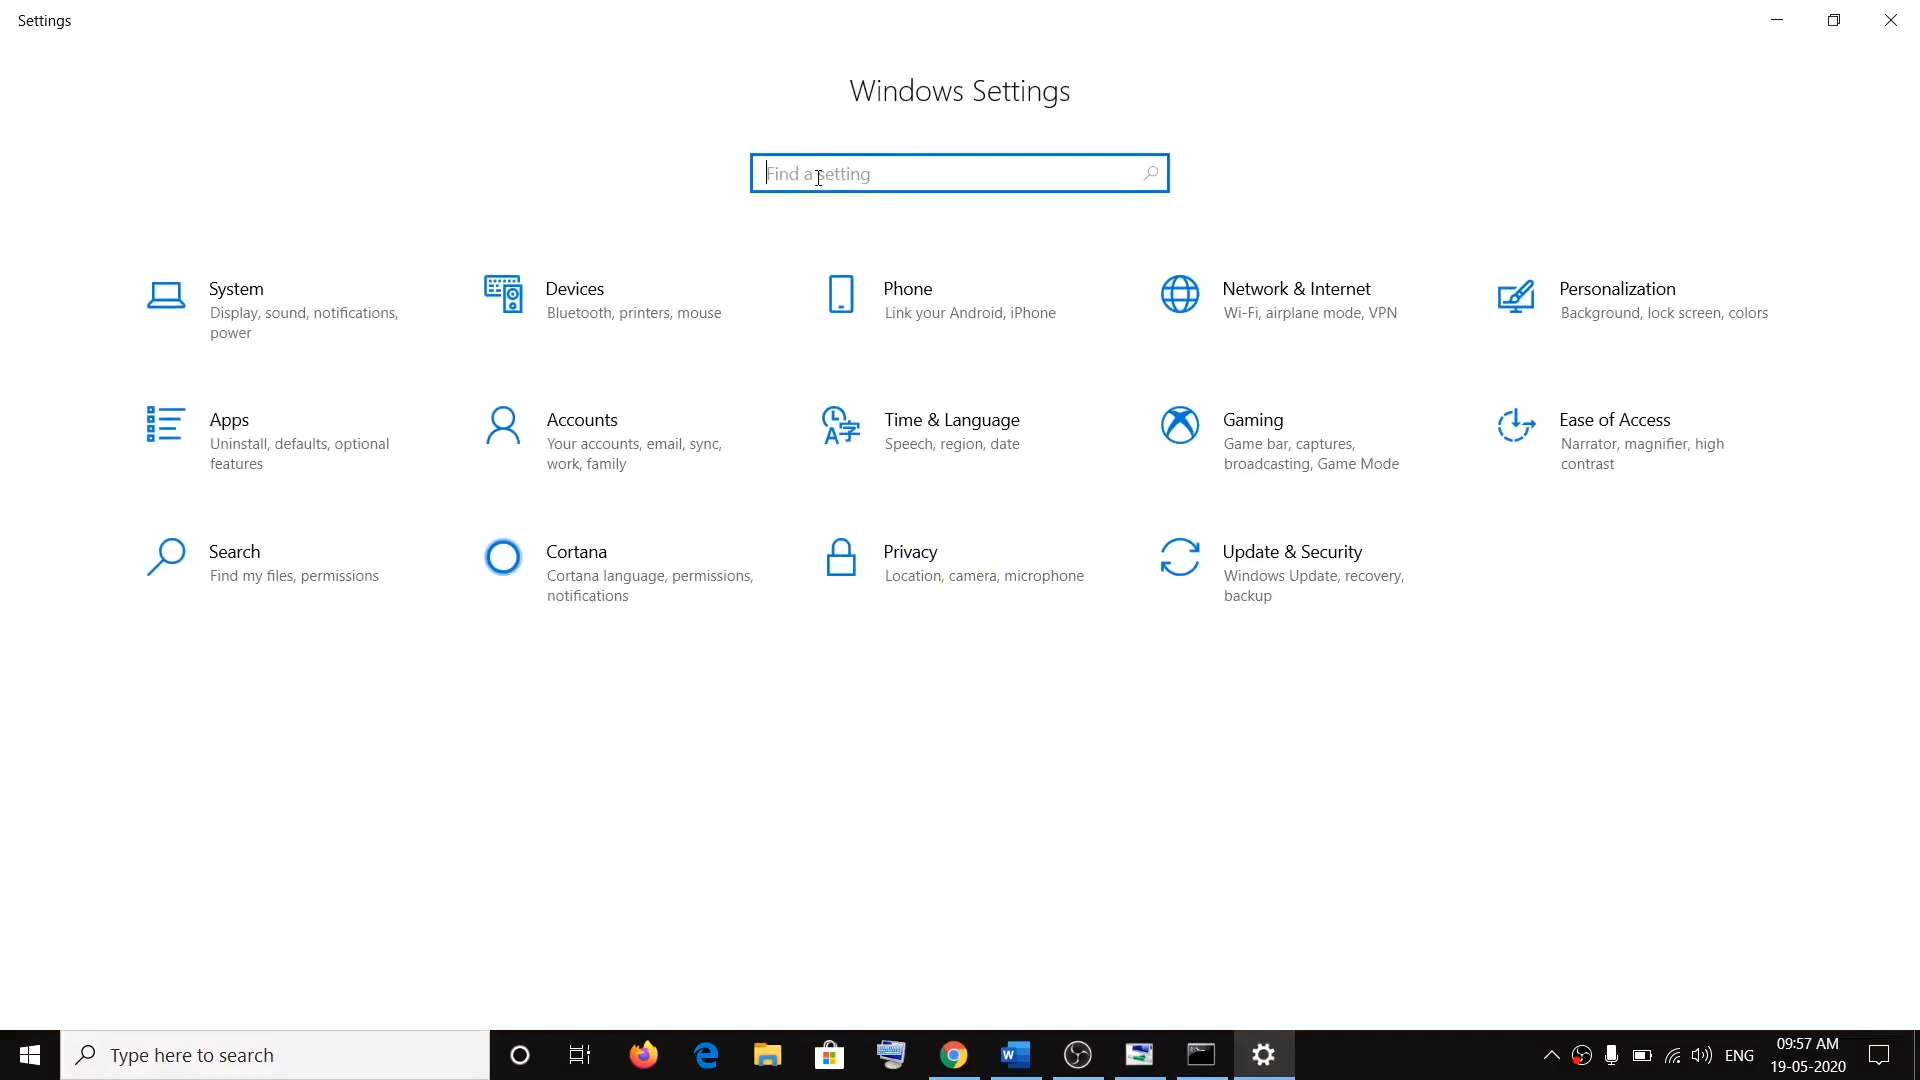 Settings
Windows Settings
Find a setting
System
Display, sound, notifications,
power
Devices
Bluetooth, printers, mouse
Phone
Link your Android, iPhone
Network & Internet
Wi-Fi, airplane mode, VPN
Personalization
Background, lock screen, colors
Apps
Uninstall, defaults, optional
features
Accounts
Your accounts, email, sync,
work, family
Time & Language
Speech, region, date
Gaming
Game bar, captures,
broadcasting, Game Mode
Ease of Access
Narrator, magnifier, high
contrast
Search
Find my files, permissions
Cortana
Cortana language, permissions,
notifications
Privacy
Location, camera, microphone
Update & Security
Windows Update, recovery,
backup
Type here to search
ENG
09:57 AM
19-05-2020